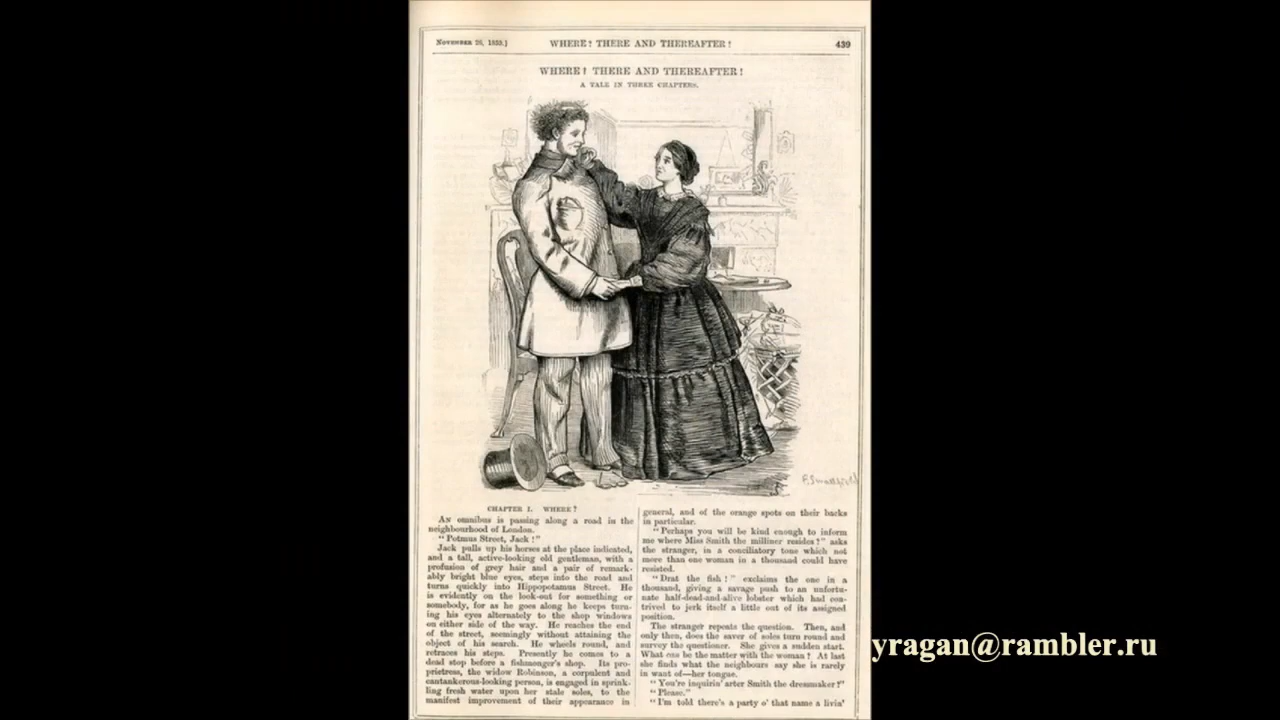 NOVEMBER 26, 1859.]
WHERE? THERE AND THEREAFTER!
439
WHERE? THERE AND THEREAFTER!
A TALE IN THREE CHAPTERS.
CHAPTER I. WHERE?
AN omnibus is passing along a road in the
neighbourhood of London.
"Potmus Street, Jack!"
Jack pulls up his horses at the place indicated,
and a tall, active-looking old gentleman, with a
profusion of grey hair and a pair of remark-
ably bright blue eyes, steps into the road and
turns quickly into Hippopotamus Street. He
is evidently on the look-out for something or
somebody, for as he goes along he keeps turn-
ing his eyes alternately to the shop windows
on either side of the way. He reaches the end
of the street, seemingly without attaining the
object of his search. He wheels round, and
retraces his steps. Presently he comes to a
dead stop before a fishmonger's shop. Its pro-
prietress, the widow Robinson, a corpulent and
cantankerous-looking person, is engaged in sprink-
ling fresh water upon her stale soles, to the
manifest improvement of their appearance in
general, and of the orange spots on their backs
in particular.
"Perhaps you will be kind enough to inform
me where Miss Smith the milliner resides?" asks
the stranger, in a conciliatory tone which not
more than one woman in a thousand could have
resisted.
"Drat the fish!" exclaims the one in a
thousand, giving a savage push to an unfortu-
nate half-dead-and-alive lobster which had con-
trived to jerk itself a little out of its assigned
position.
The stranger repeats the question. Then, and
only then, does the saver of soles turn round and
survey the questioner. She gives a sudden start.
What can be the matter with the woman? At last
she finds what the neighbours say she is rarely
in want of—her tongue.
"You're inquirin' arter Smith the dressmaker?"
"Please."
"I'm told there's a party o' that name a livin'
yragan@rambler.ru